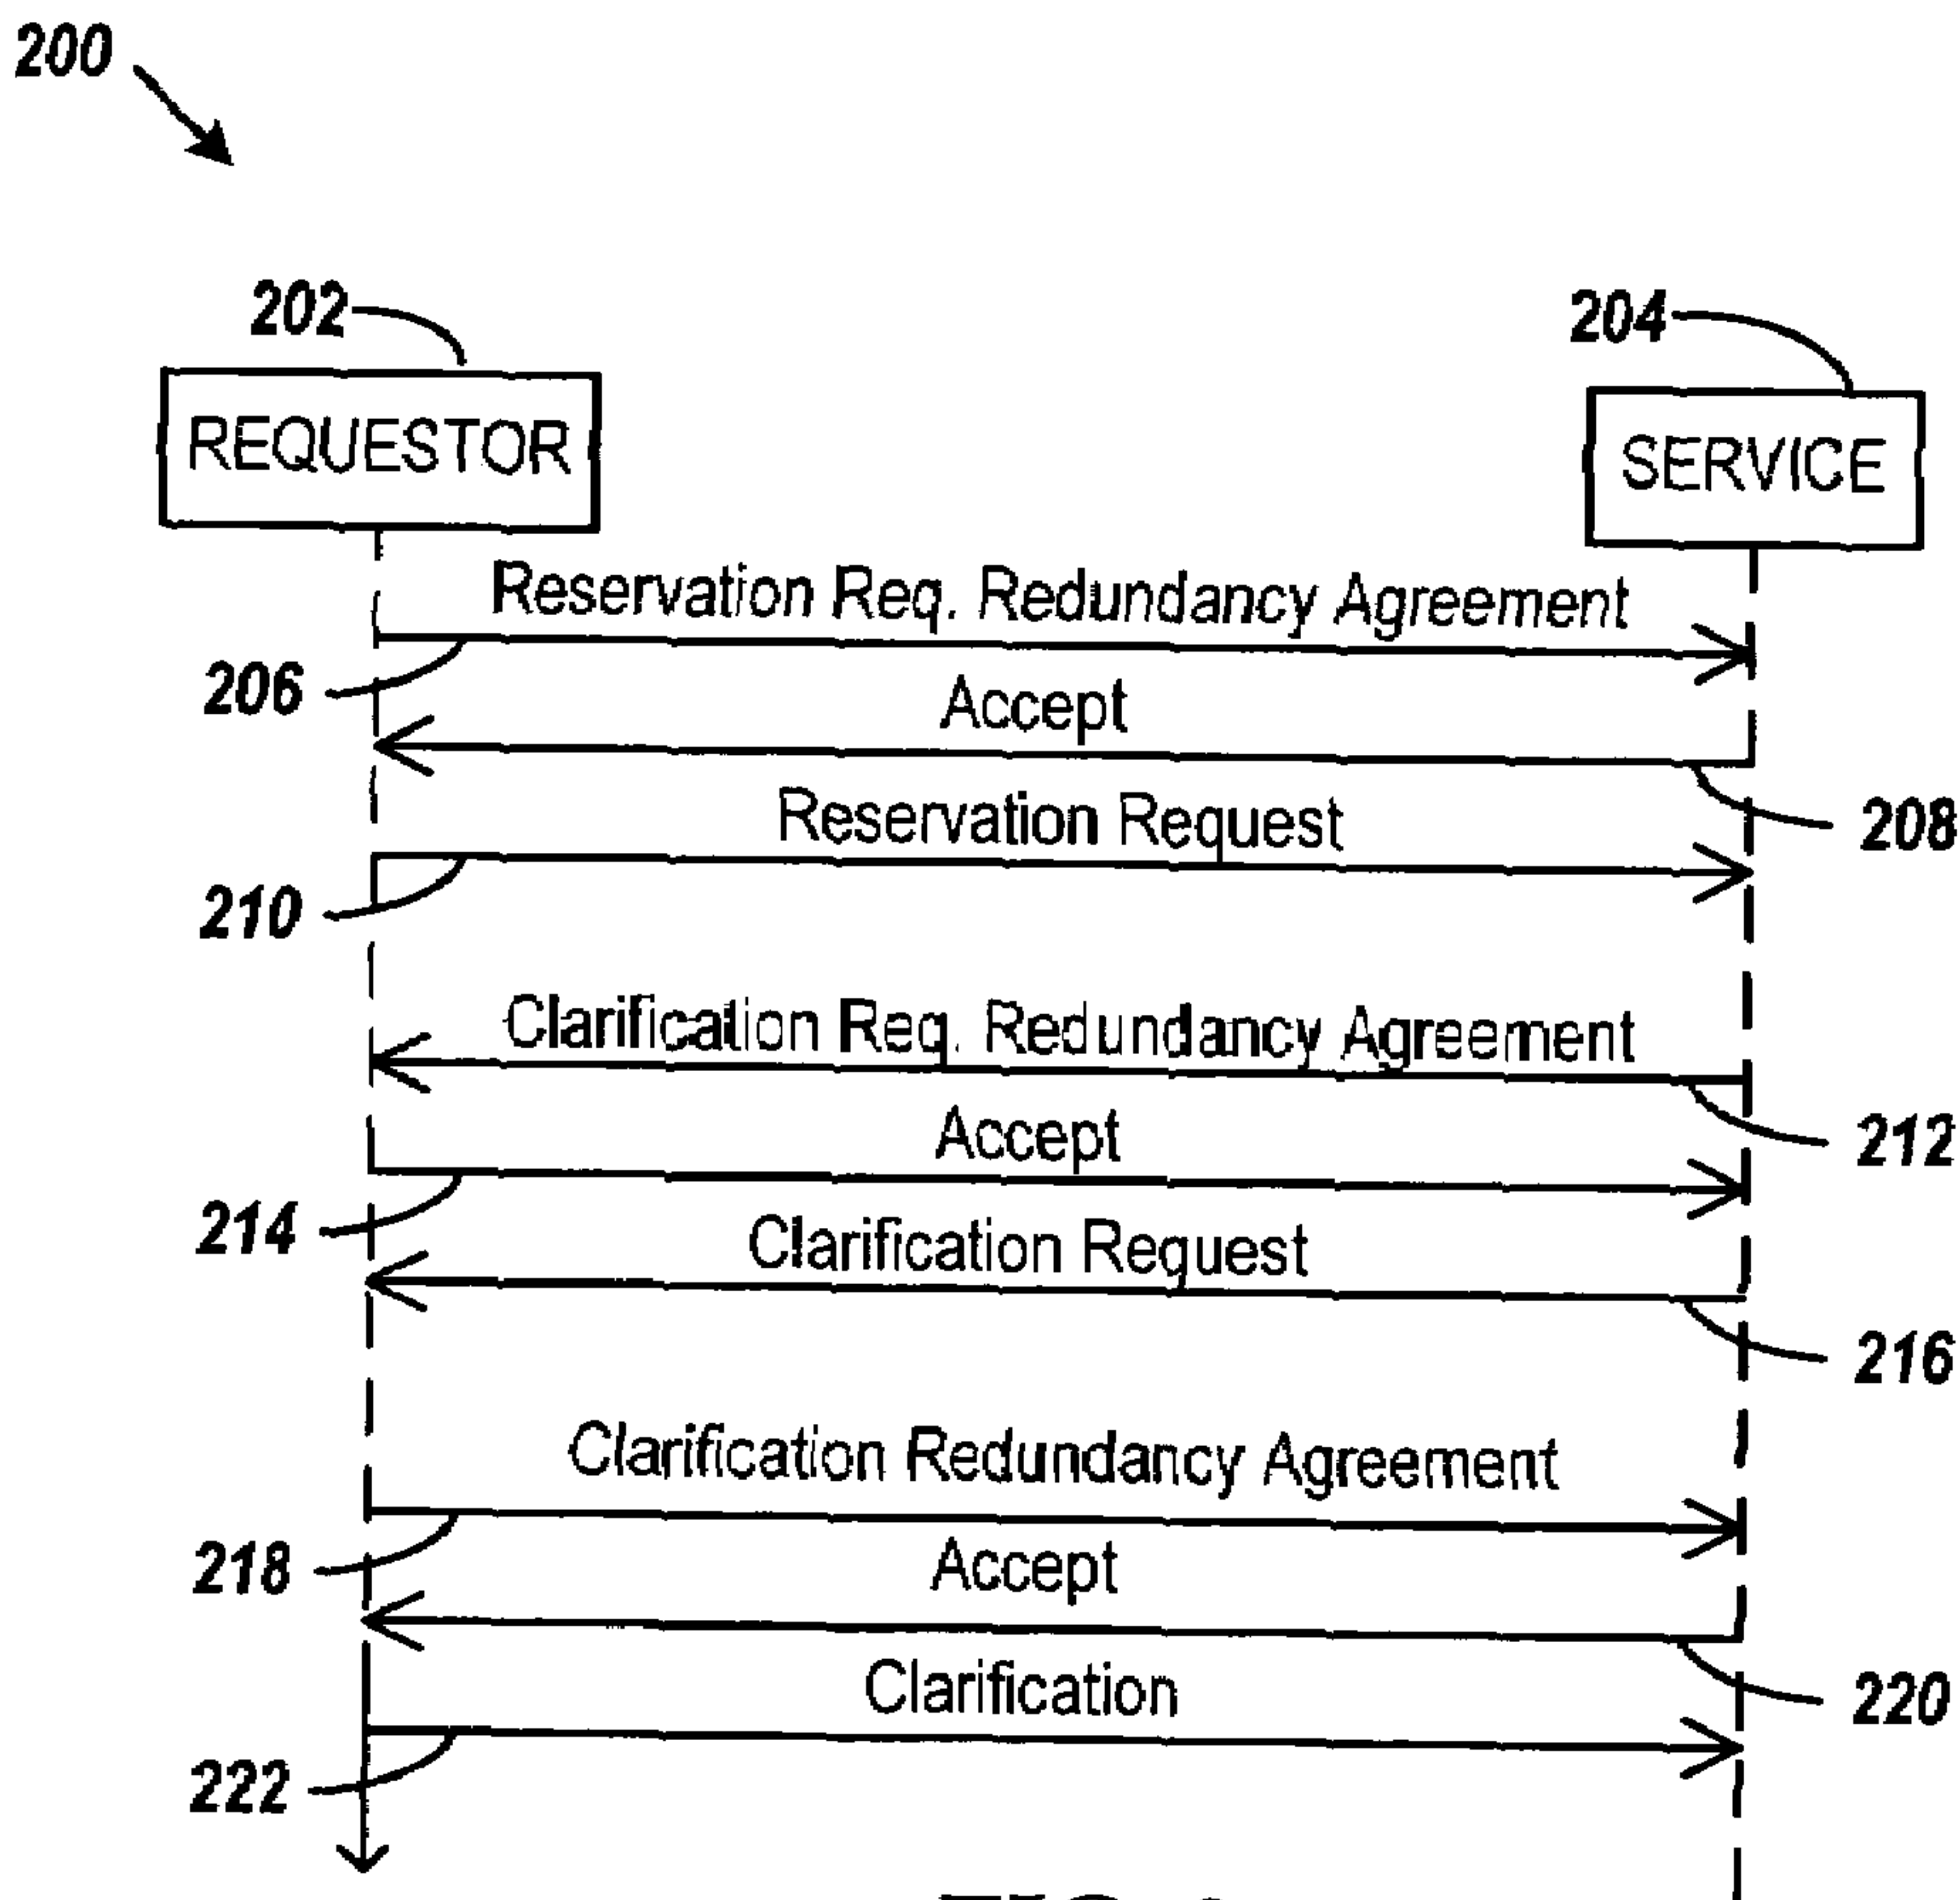 200
202
204
REQUESTOR
SERVICE
Reservation Req. Redundancy Agreement
206
Accept
208
Reservation Request
210
Clarification Req. Redundancy Agreement
212
Accept
214
Clarification Request
216
Clarification Redundancy Agreement
218
Accept
220
Clarification
222